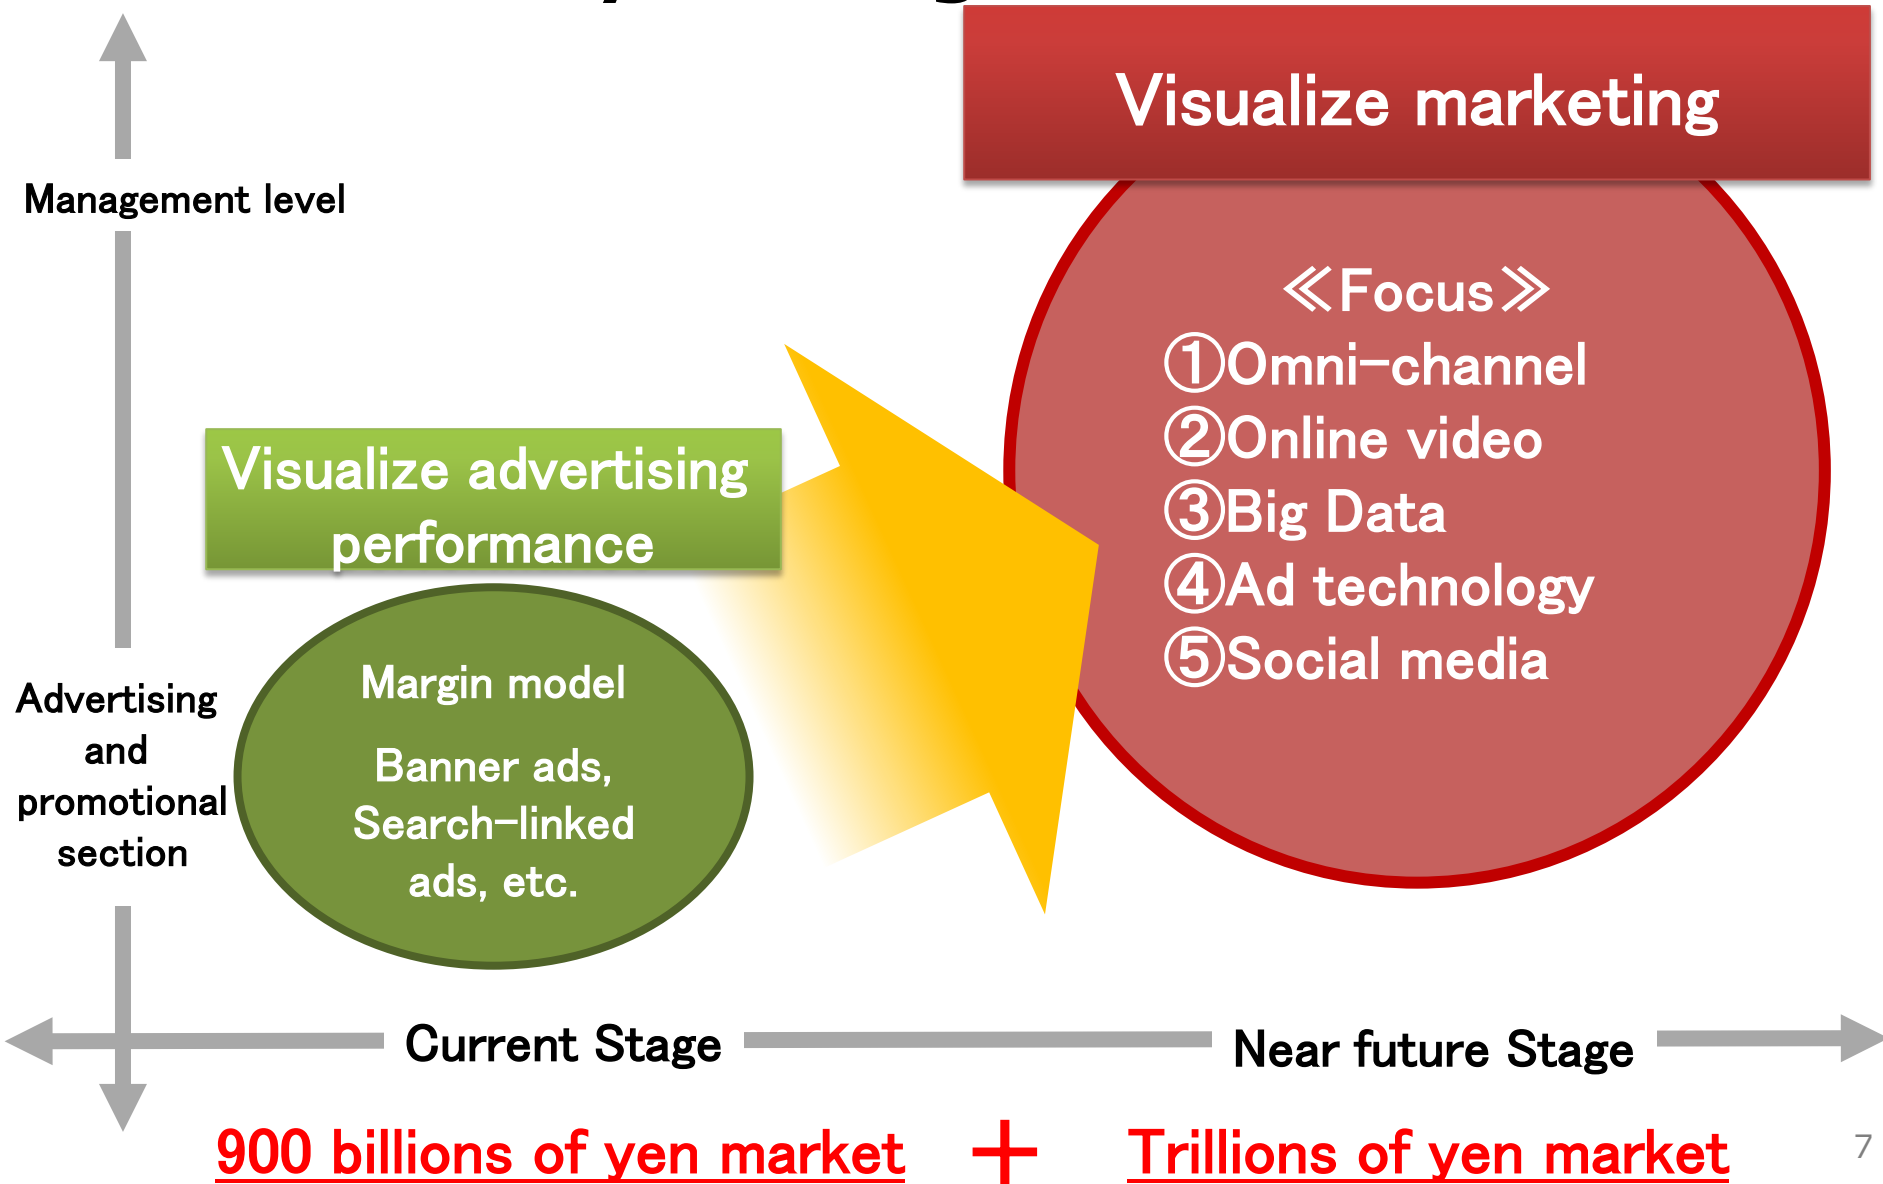 Visualize marketing
Management level
≪Focus≫
①Omni-channel
②Online video
③Big Data
④Ad technology
⑤Social media
Visualize advertising
performance
Margin model
Banner ads,
Search-linked
ads, etc.
Advertising
and
promotional
section
Current Stage
Near future Stage
900 billions of yen market
+
Trillions of yen market
7